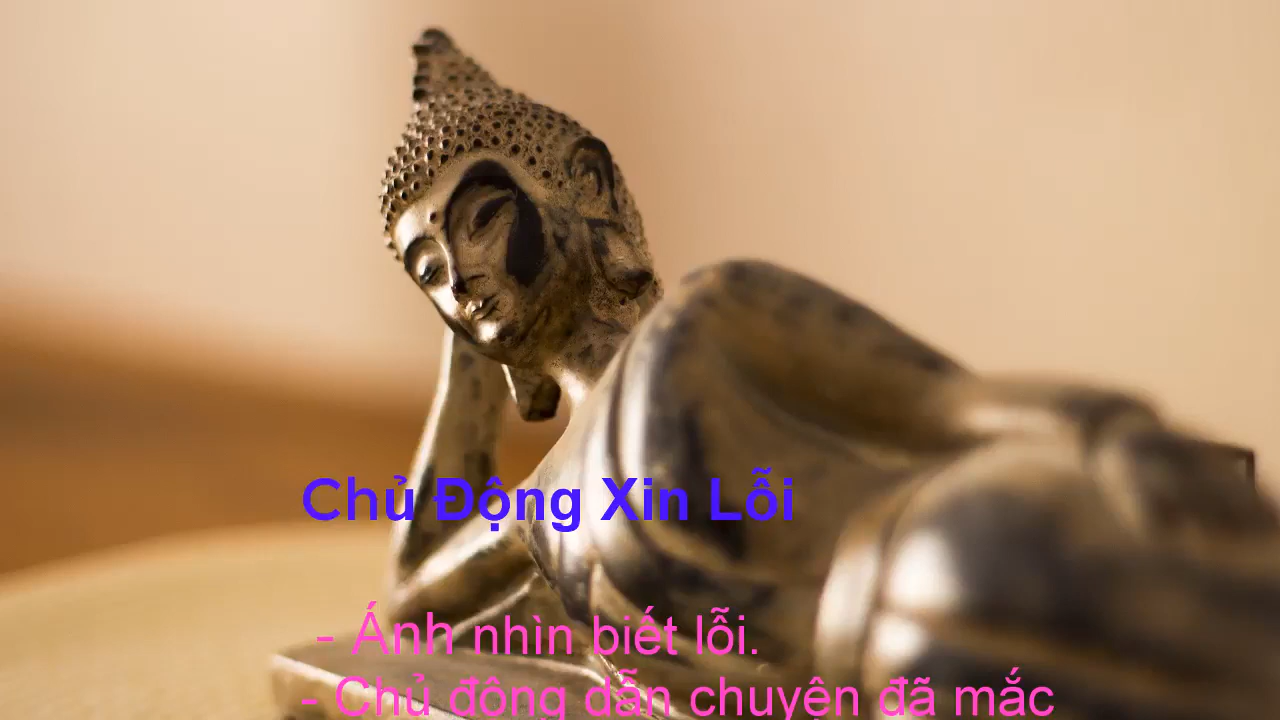 Chủ Động Xin Lỗi
- Ánh nhìn biết lỗi.
- Chủ động dẫn chuyện đã mắc